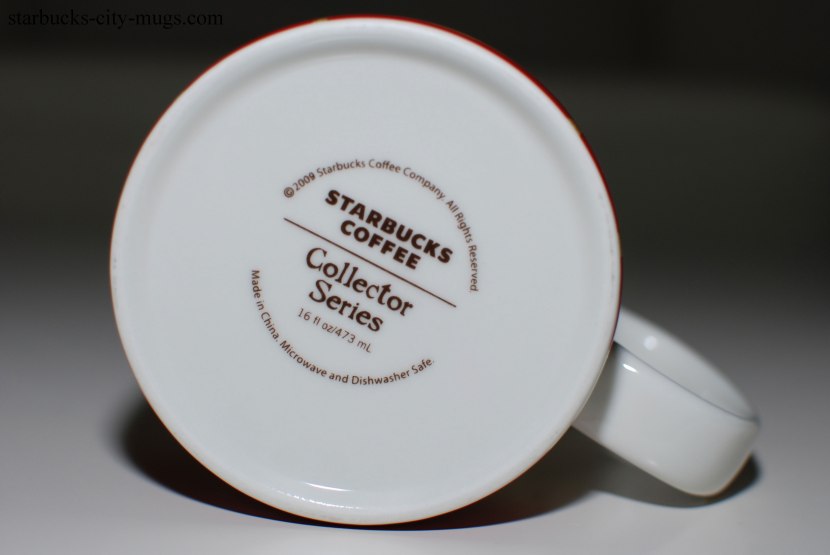 starbucks-city-mugs.com
©2009 Starbucks Coffee Company. All Rights Reserved.
STARBUCKS
COFFEE
Collector
Series
16 fl oz/473 mL
Made in China. Microwave and Dishwasher Safe.